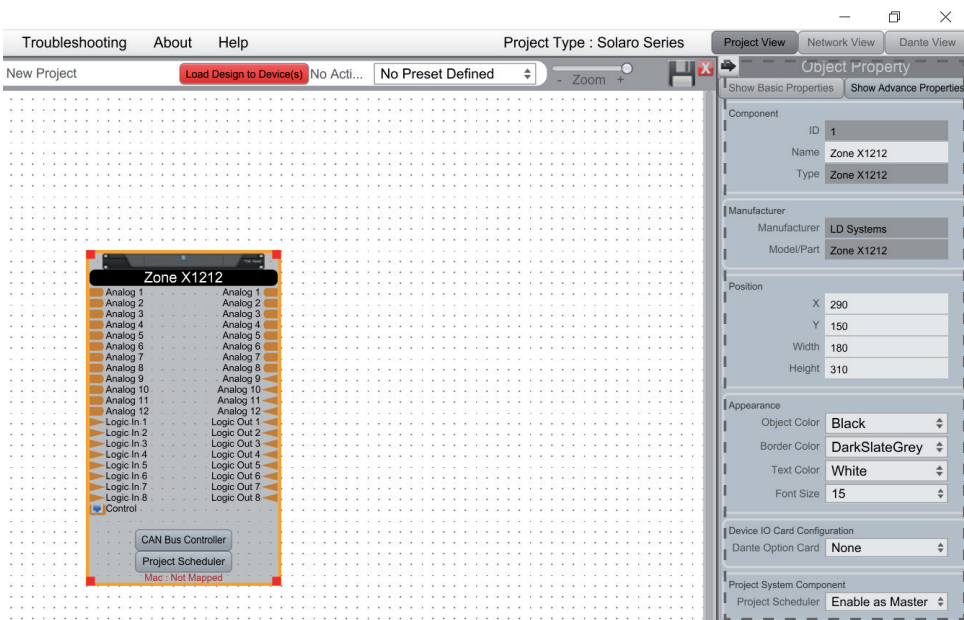 Troubleshooting About Help Project Type : Solaro Series Project View Network View Dante View
New Project Load Design to Device(s) No Acti... No Preset Defined - Zoom + X Object Property
Show Basic Properties Show Advance Properties
Component
ID 1
Name Zone X1212
Type Zone X1212
Manufacturer
Manufacturer LD Systems
Model/Part Zone X1212
Position
X 290
Y 150
Width 180
Height 310
Appearance
Object Color Black
Border Color DarkSlateGrey
Text Color White
Font Size 15
Device IO Card Configuration
Dante Option Card None
Project System Component
Project Scheduler Enable as Master
Zone X1212
Analog 1 Analog 1
Analog 2 Analog 2
Analog 3 Analog 3
Analog 4 Analog 4
Analog 5 Analog 5
Analog 6 Analog 6
Analog 7 Analog 7
Analog 8 Analog 8
Analog 9 Analog 9
Analog 10 Analog 10
Analog 11 Analog 11
Analog 12 Analog 12
Logic In 1 Logic Out 1
Logic In 2 Logic Out 2
Logic In 3 Logic Out 3
Logic In 4 Logic Out 4
Logic In 5 Logic Out 5
Logic In 6 Logic Out 6
Logic In 7 Logic Out 7
Logic In 8 Logic Out 8
Control
CAN Bus Controller
Project Scheduler
Mac : Not Mapped